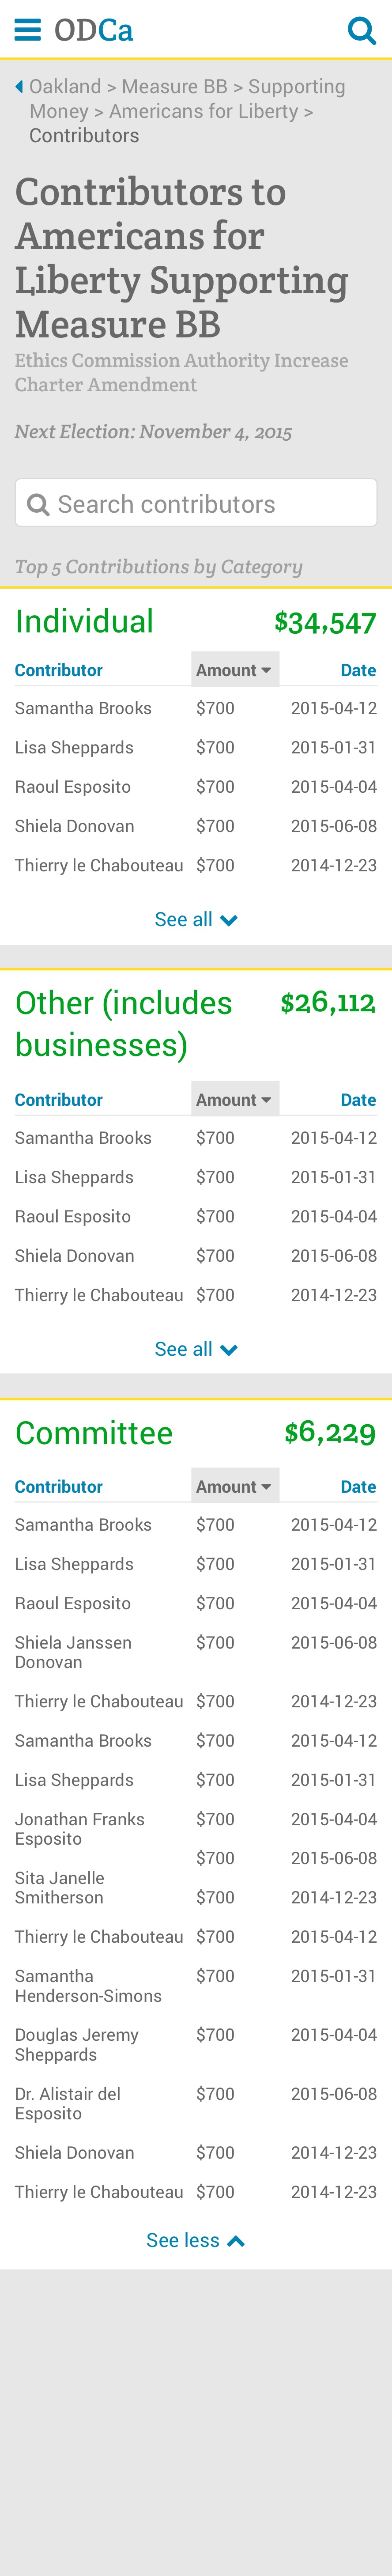 ODCa
Oakland > Measure BB > Supporting
Money > Americans for Liberty >
Contributors
Contributors to
Americans for
Liberty Supporting
Measure BB
Ethics Commission Authority Increase
Charter Amendment
Next Election: November 4, 2015
Search contributors
Top 5 Contributions by Category
Individual $34,547
Contributor Amount Date
Samantha Brooks $700 2015-04-12
Lisa Sheppards $700 2015-01-31
Raoul Esposito $700 2015-04-04
Shiela Donovan $700 2015-06-08
Thierry le Chabouteau $700 2014-12-23
See all
Other (includes $26,112
businesses)
Contributor Amount Date
Samantha Brooks $700 2015-04-12
Lisa Sheppards $700 2015-01-31
Raoul Esposito $700 2015-04-04
Shiela Donovan $700 2015-06-08
Thierry le Chabouteau $700 2014-12-23
See all
Committee $6,229
Contributor Amount Date
Samantha Brooks $700 2015-04-12
Lisa Sheppards $700 2015-01-31
Raoul Esposito $700 2015-04-04
Shiela Janssen $700 2015-06-08
Donovan
Thierry le Chabouteau $700 2014-12-23
Samantha Brooks $700 2015-04-12
Lisa Sheppards $700 2015-01-31
Jonathan Franks $700 2015-04-04
Esposito
$700 2015-06-08
Sita Janelle
Smitherson $700 2014-12-23
Thierry le Chabouteau $700 2015-04-12
Samantha $700 2015-01-31
Henderson-Simons
Douglas Jeremy $700 2015-04-04
Sheppards
Dr. Alistair del $700 2015-06-08
Esposito
Shiela Donovan $700 2014-12-23
Thierry le Chabouteau $700 2014-12-23
See less